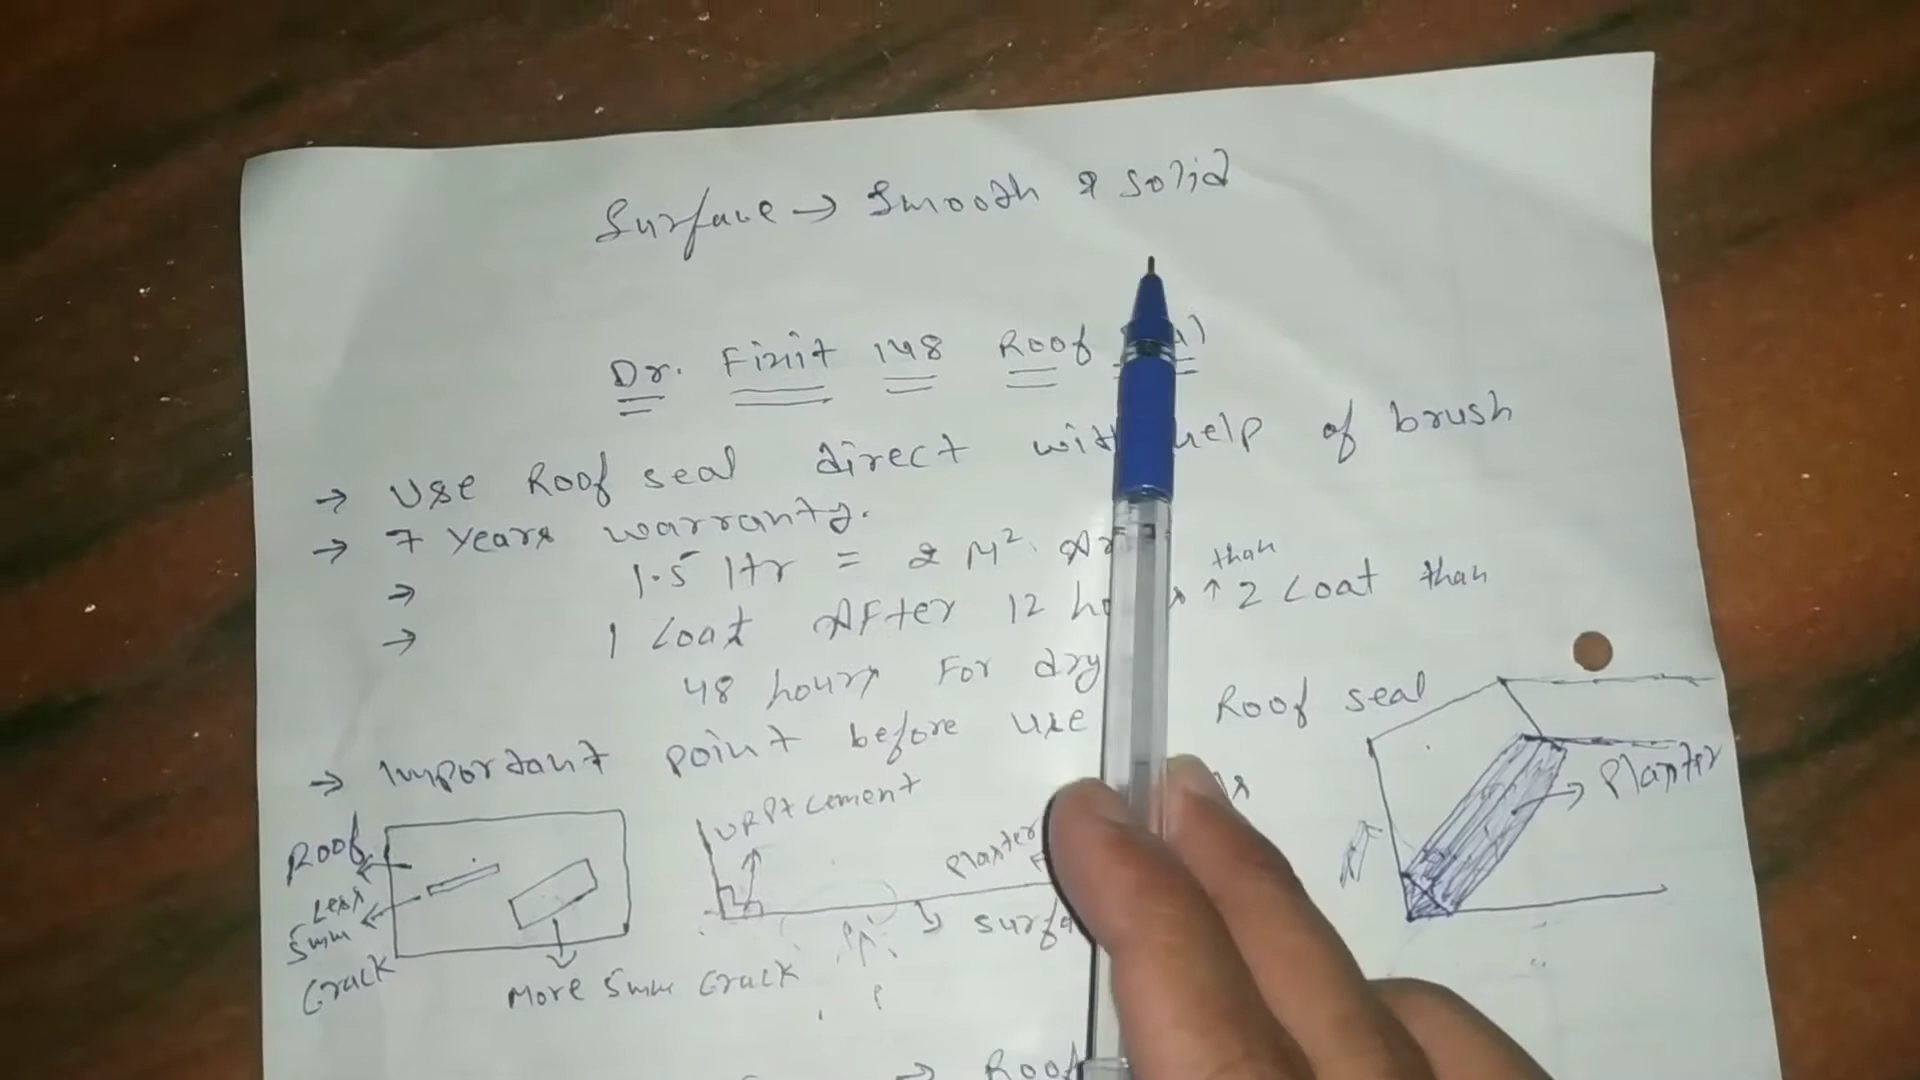 Surface → Smooth & solid
Dr. Fixit 148 Roof
→ Use Roof seal direct with help of brush
→ 7 Years warranty.
→ 1.5 ltr = 2 M²
than
→ 1 Coat After 12 ↑ 2 Coat than
48 hours For dry
→ Important point before use Roof seal
Roof
Less
5mm
Crack
More 5mm Crack
URP+cement
Plaster
Plaster
→ Roof